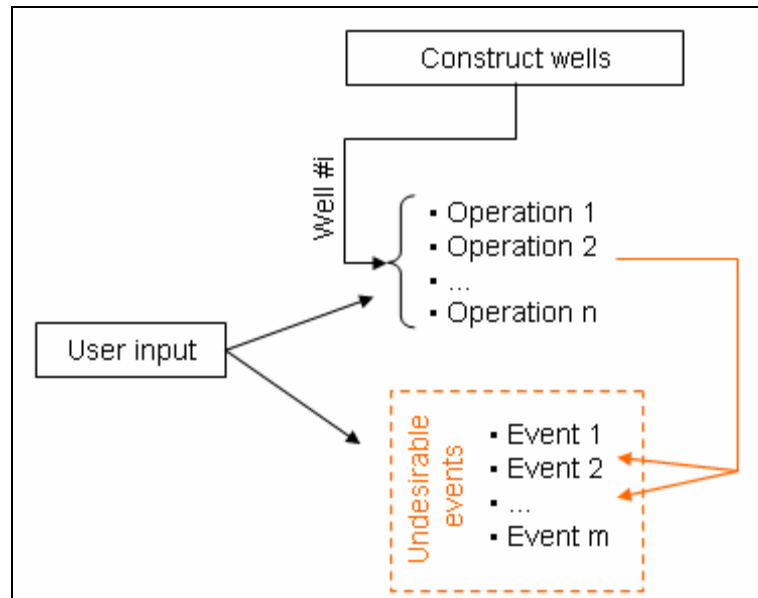 Construct wells
Well #i
▪ Operation 1
▪ Operation 2
▪ ...
▪ Operation n
User input
Undesirable
events
▪ Event 1
▪ Event 2
▪ ...
▪ Event m